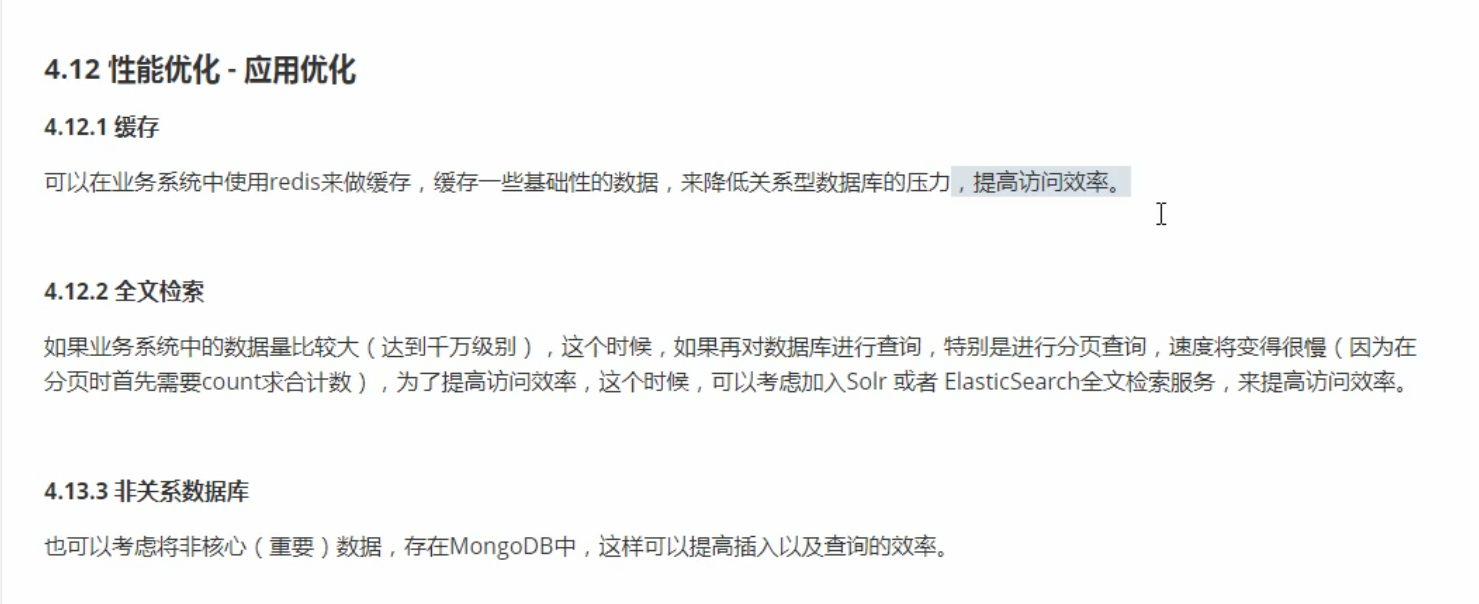 4.12 性能优化 - 应用优化
4.12.1 缓存
可以在业务系统中使用redis来做缓存，缓存一些基础性的数据，来降低关系型数据库的压力，提高访问效率。
4.12.2 全文检索
如果业务系统中的数据量比较大（达到千万级别），这个时候，如果再对数据库进行查询，特别是进行分页查询，速度将变得很慢（因为在
分页时首先需要count求合计数），为了提高访问效率，这个时候，可以考虑加入Solr 或者 ElasticSearch全文检索服务，来提高访问效率。
4.13.3 非关系数据库
也可以考虑将非核心（重要）数据，存在MongoDB中，这样可以提高插入以及查询的效率。